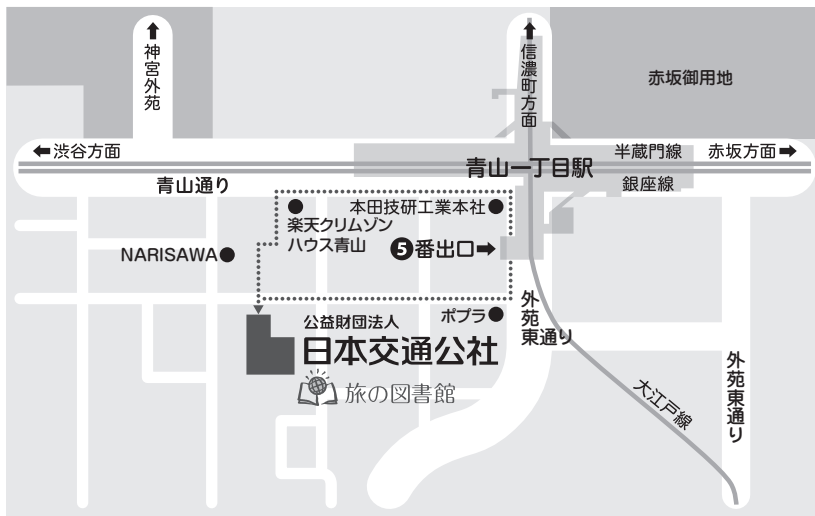 神宮外苑
信濃町方面
赤坂御用地
←渋谷方面
青山一丁目駅
半蔵門線
赤坂方面→
青山通り
銀座線
本田技研工業本社
楽天クリムゾン
ハウス青山
NARISAWA
❺番出口➡
外苑東通り
ポプラ
公益財団法人
日本交通公社
旅の図書館
大江戸線
外苑東通り